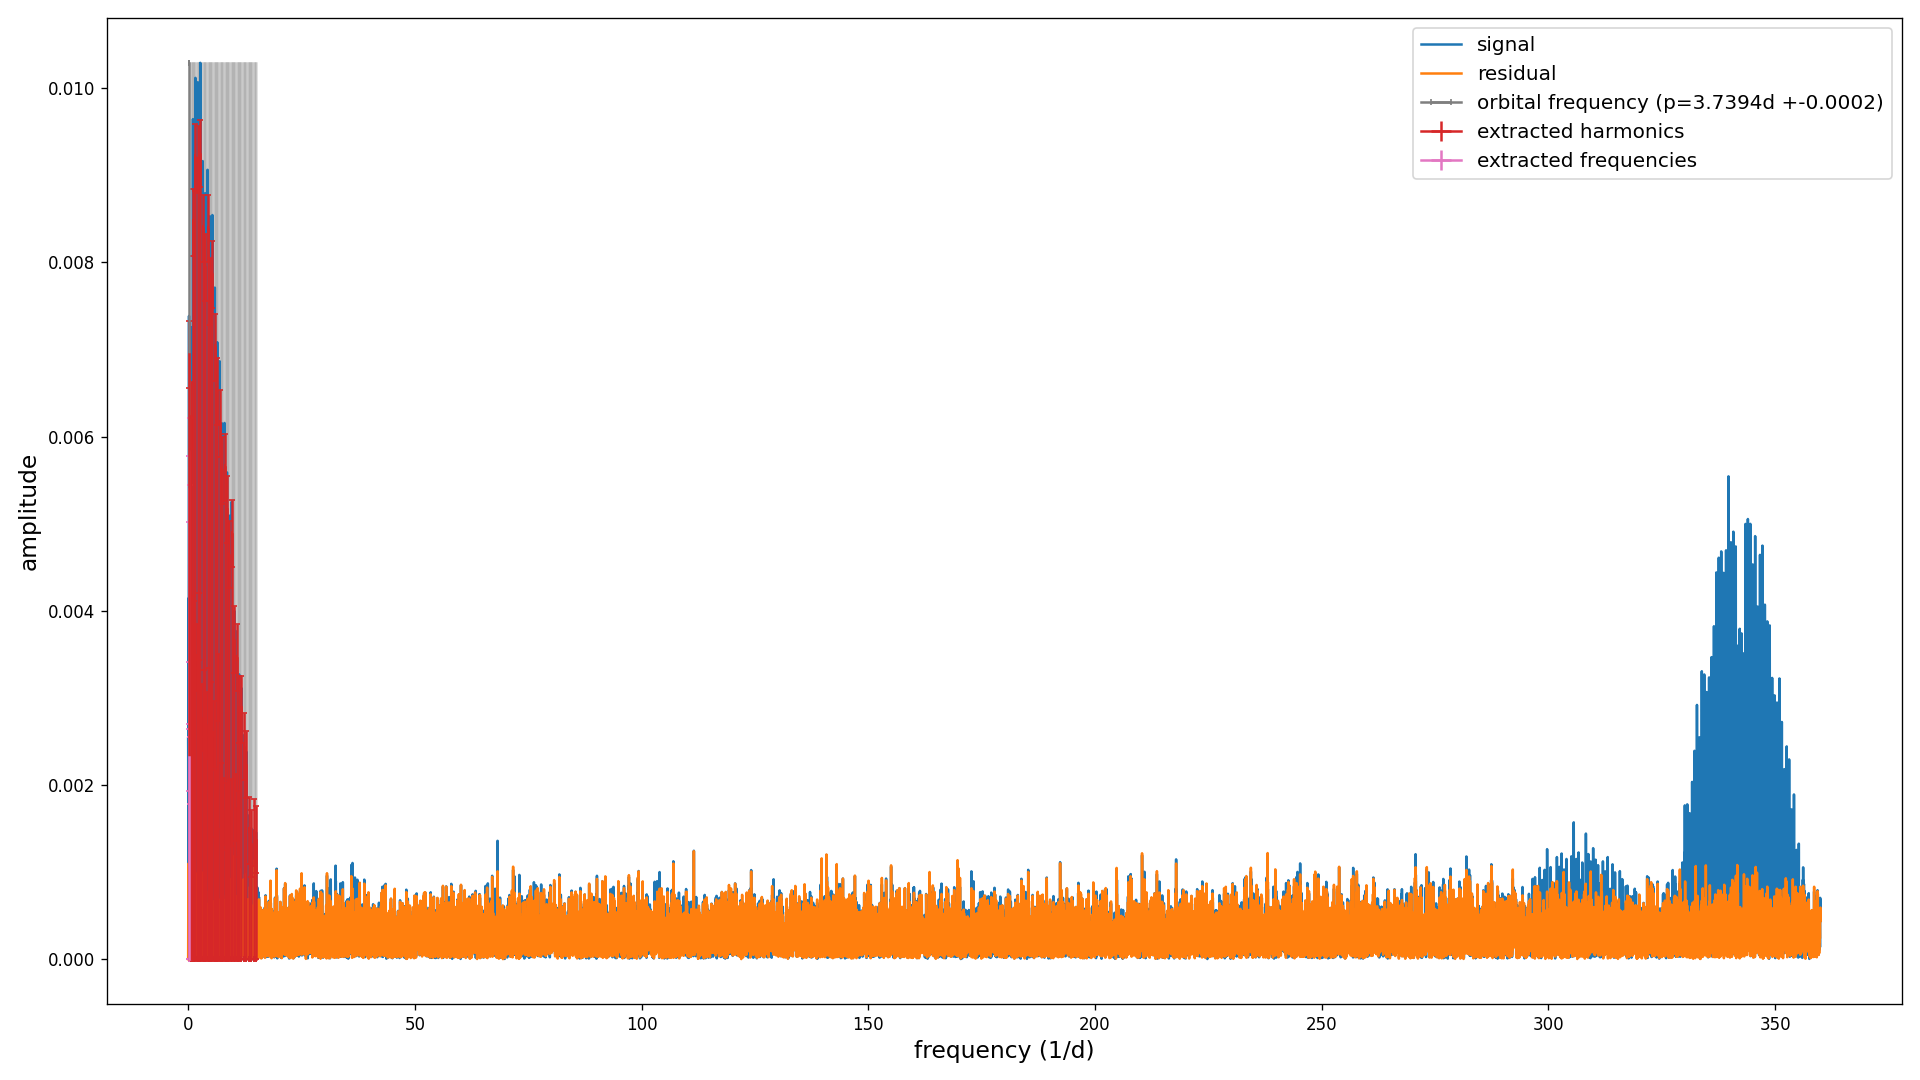 signal
residual
orbital frequency (p=3.7394d +-0.0002)
extracted harmonics
extracted frequencies
0.010
0.008
0.006
0.004
0.002
0.000
amplitude
0 50 100 150 200 250 300 350
frequency (1/d)